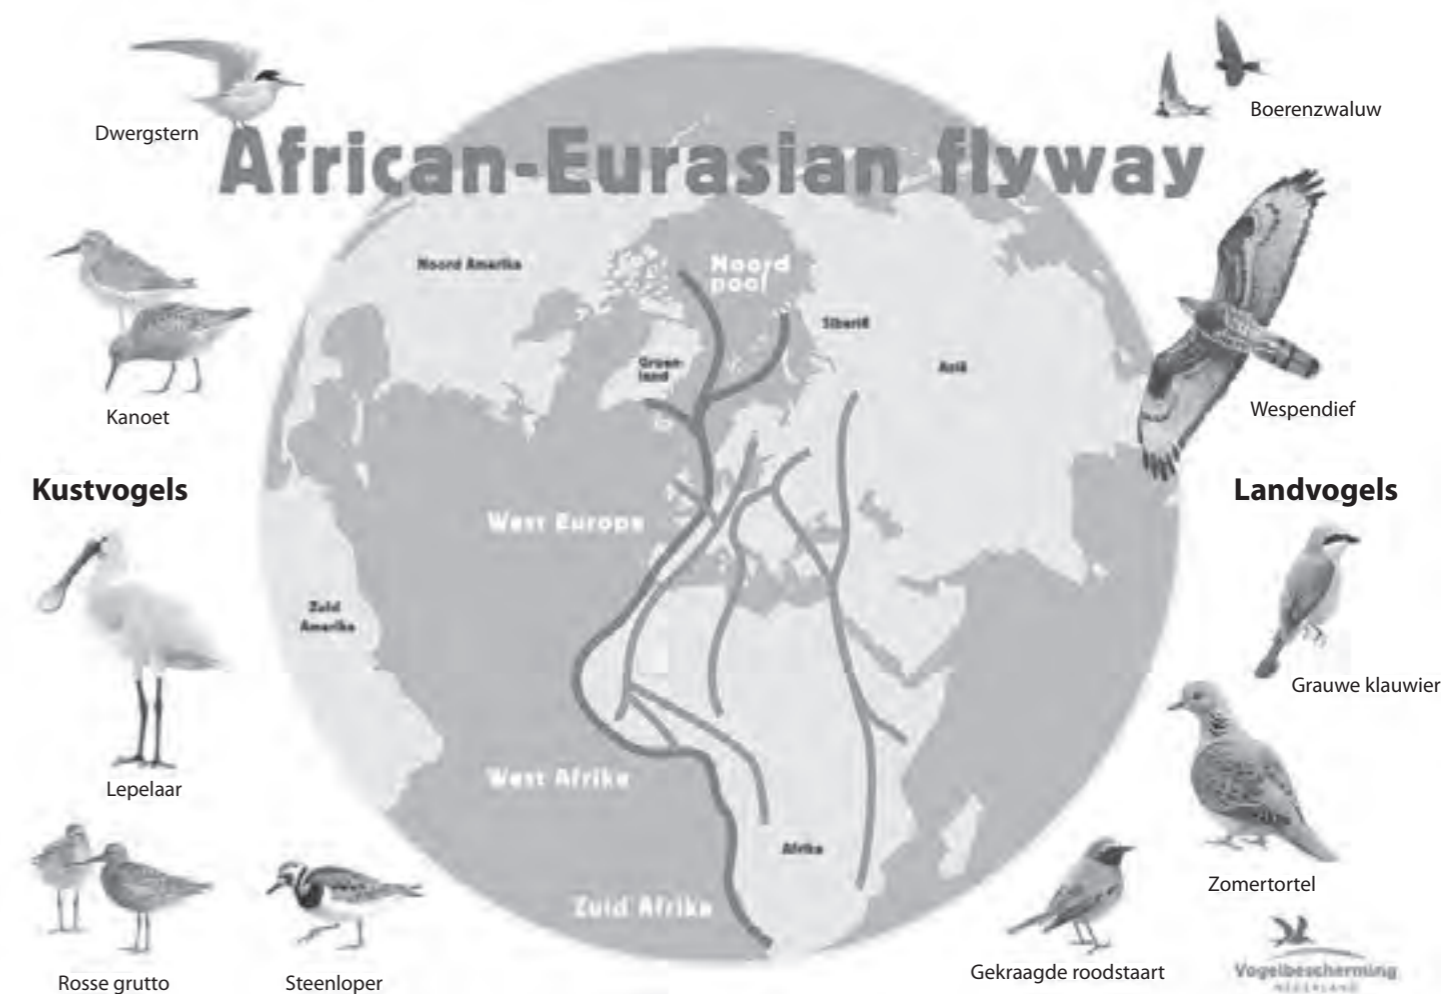 Dwergstern
Boerenzwaluw
African-Eurasian flyway
Noord Amerika
Noord
pool
Siberië
Groen-
land
Azië
Kanoet
Wespendief
Kustvogels
Landvogels
West Europa
Zuid
Amerika
Grauwe klauwier
Lepelaar
West Afrika
Afrika
Zomertortel
Zuid Afrika
Rosse grutto
Steenloper
Gekraagde roodstaart
Vogelbescherming
NEDERLAND